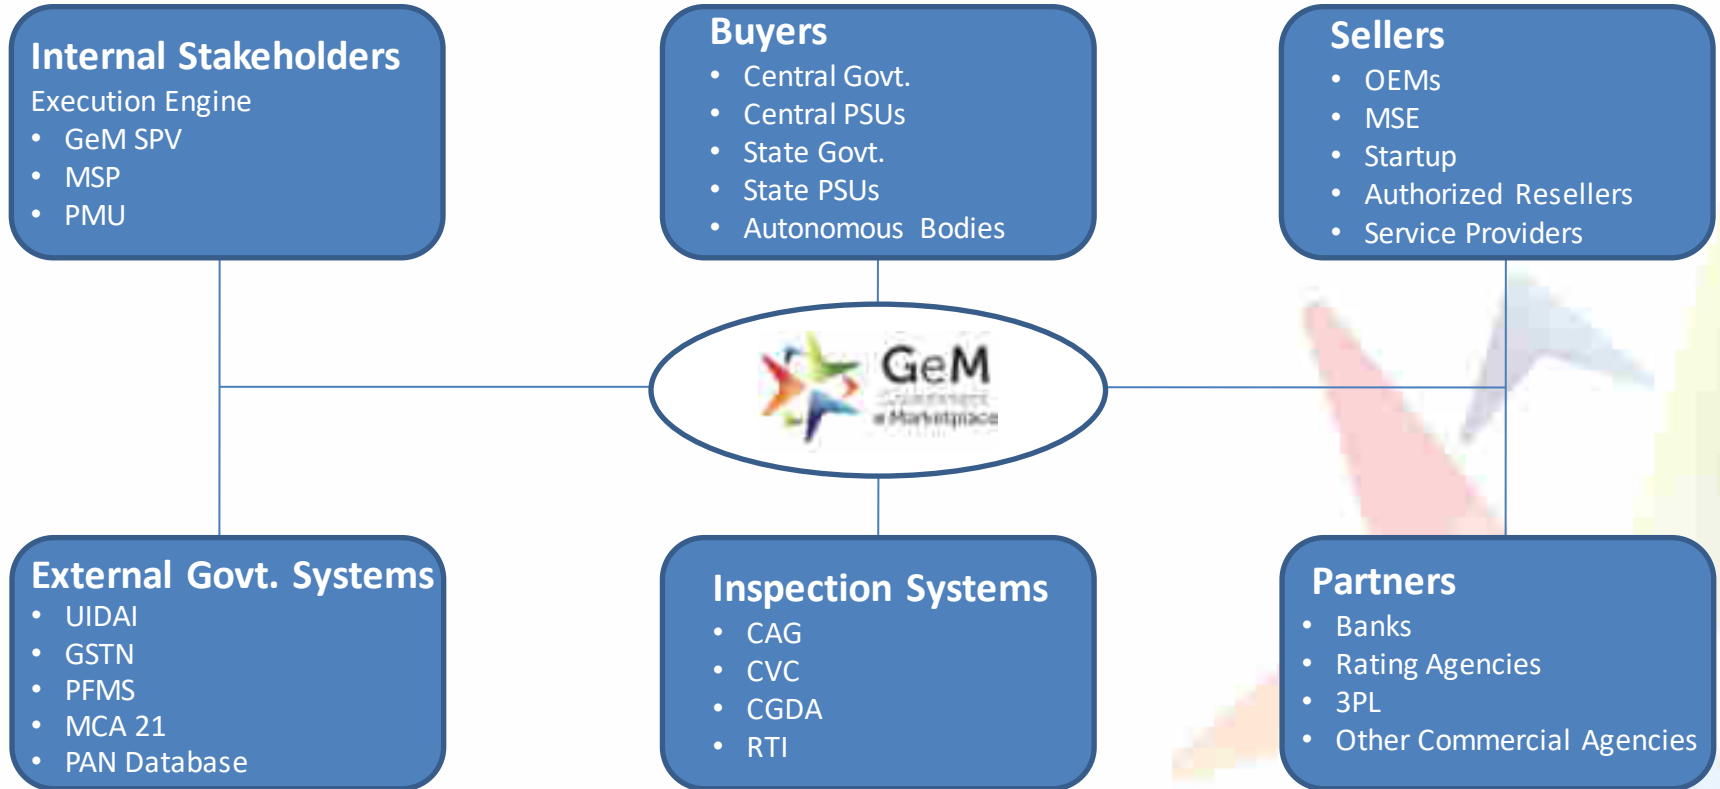 Internal Stakeholders
Execution Engine
• GeM SPV
• MSP
• PMU
Buyers
• Central Govt.
• Central PSUs
• State Govt.
• State PSUs
• Autonomous Bodies
Sellers
• OEMs
• MSE
• Startup
• Authorized Resellers
• Service Providers
GeM
Government
e Marketplace
External Govt. Systems
• UIDAI
• GSTN
• PFMS
• MCA 21
• PAN Database
Inspection Systems
• CAG
• CVC
• CGDA
• RTI
Partners
• Banks
• Rating Agencies
• 3PL
• Other Commercial Agencies